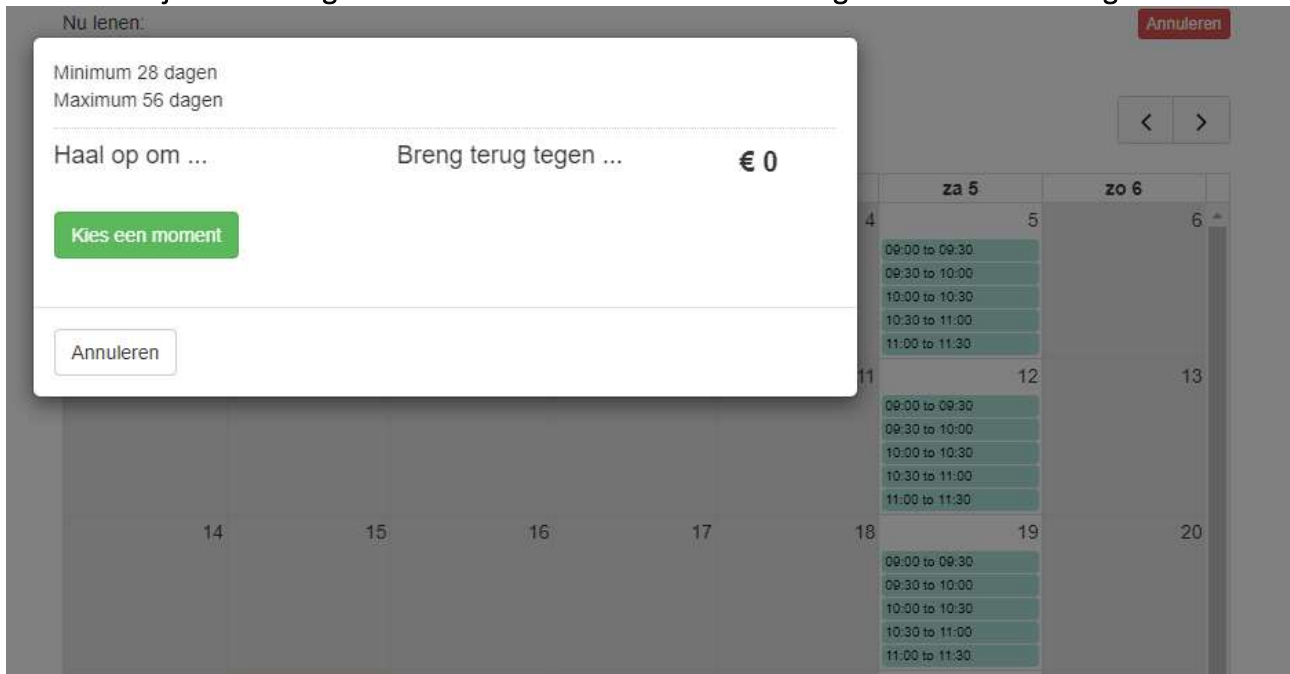 Nu lenen:
Annuleren
Minimum 28 dagen
Maximum 56 dagen
Haal op om ...
Breng terug tegen ...
€ 0
Kies een moment
Annuleren
za 5
zo 6
4
5
6
09:00 to 09:30
09:30 to 10:00
10:00 to 10:30
10:30 to 11:00
11:00 to 11:30
11
12
13
09:00 to 09:30
09:30 to 10:00
10:00 to 10:30
10:30 to 11:00
11:00 to 11:30
14
15
16
17
18
19
20
09:00 to 09:30
09:30 to 10:00
10:00 to 10:30
10:30 to 11:00
11:00 to 11:30